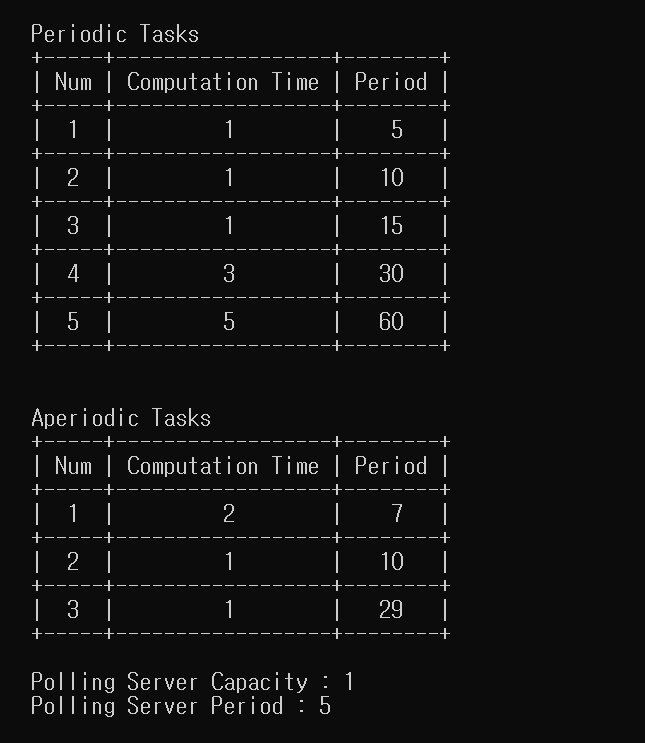 Periodic Tasks
+-----+------------------+--------+
| Num | Computation Time | Period |
+-----+------------------+--------+
|  1  |         1        |    5   |
+-----+------------------+--------+
|  2  |         1        |   10   |
+-----+------------------+--------+
|  3  |         1        |   15   |
+-----+------------------+--------+
|  4  |         3        |   30   |
+-----+------------------+--------+
|  5  |         5        |   60   |
+-----+------------------+--------+
Aperiodic Tasks
+-----+------------------+--------+
| Num | Computation Time | Period |
+-----+------------------+--------+
|  1  |         2        |    7   |
+-----+------------------+--------+
|  2  |         1        |   10   |
+-----+------------------+--------+
|  3  |         1        |   29   |
+-----+------------------+--------+
Polling Server Capacity : 1
Polling Server Period : 5